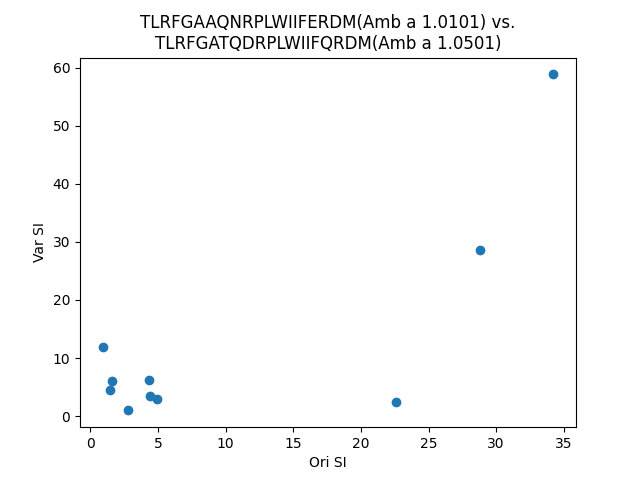 TLRFGAAQNRPLWIIFERDM(Amb a 1.0101) vs.
TLRFGATQDRPLWIIFQRDM(Amb a 1.0501)
60
50
40
30
20
10
0
Var SI
0 5 10 15 20 25 30 35
Ori SI